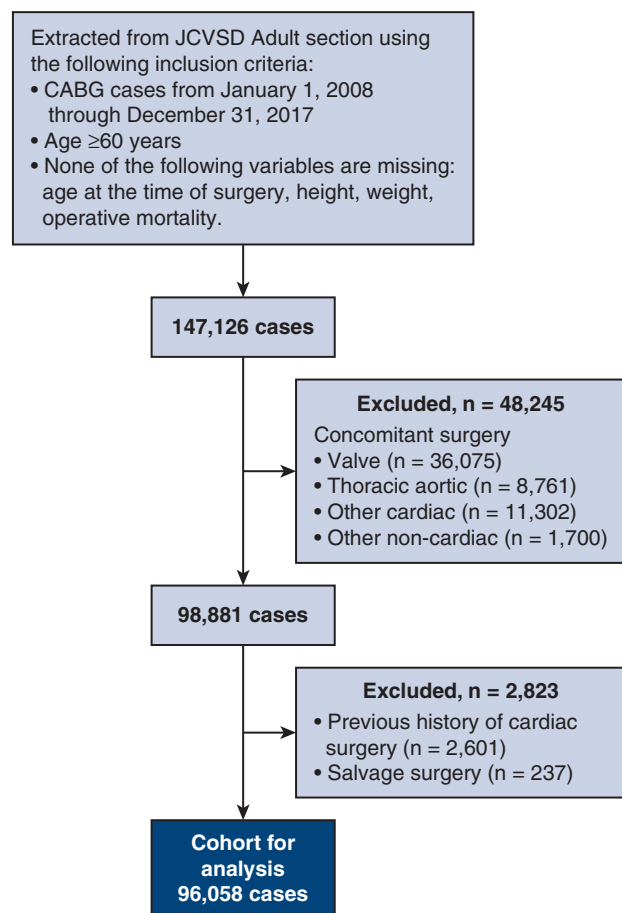 Extracted from JCVSD Adult section using
the following inclusion criteria:
• CABG cases from January 1, 2008
through December 31, 2017
• Age ≥60 years
• None of the following variables are missing:
age at the time of surgery, height, weight,
operative mortality.
147,126 cases
Excluded, n = 48,245
Concomitant surgery
• Valve (n = 36,075)
• Thoracic aortic (n = 8,761)
• Other cardiac (n = 11,302)
• Other non-cardiac (n = 1,700)
98,881 cases
Excluded, n = 2,823
• Previous history of cardiac
surgery (n = 2,601)
• Salvage surgery (n = 237)
Cohort for
analysis
96,058 cases